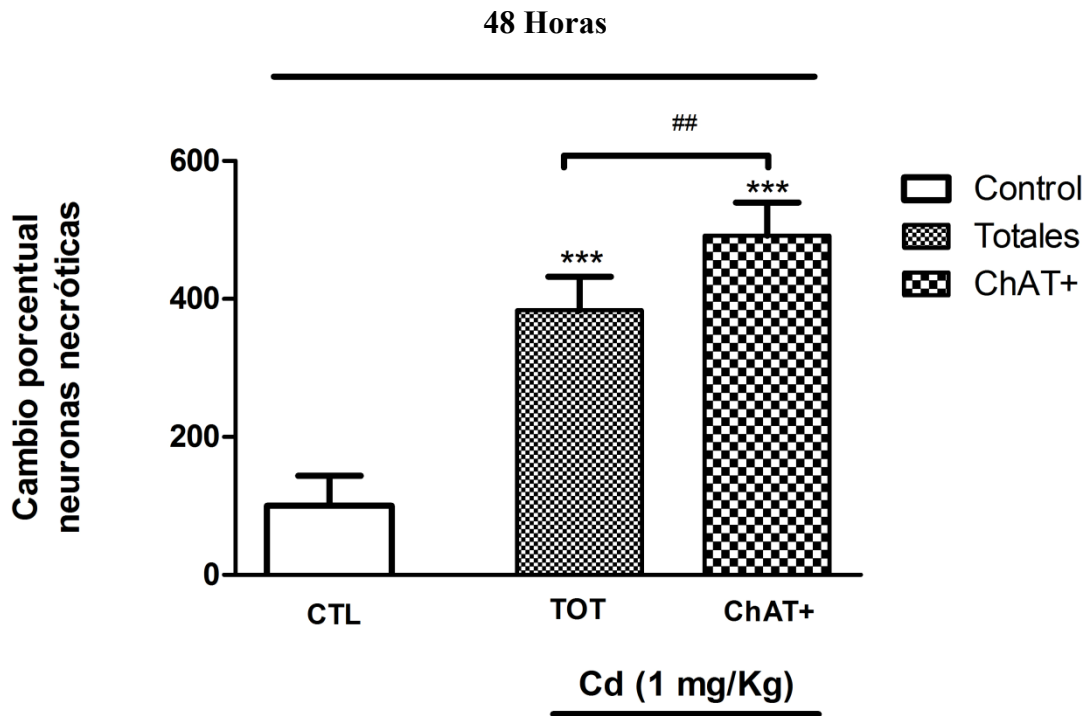 48 Horas
##
600
***
***
400
200
0
Cambio porcentual
neuronas necróticas
Control
Totales
ChAT+
CTL
TOT
ChAT+
Cd (1 mg/Kg)